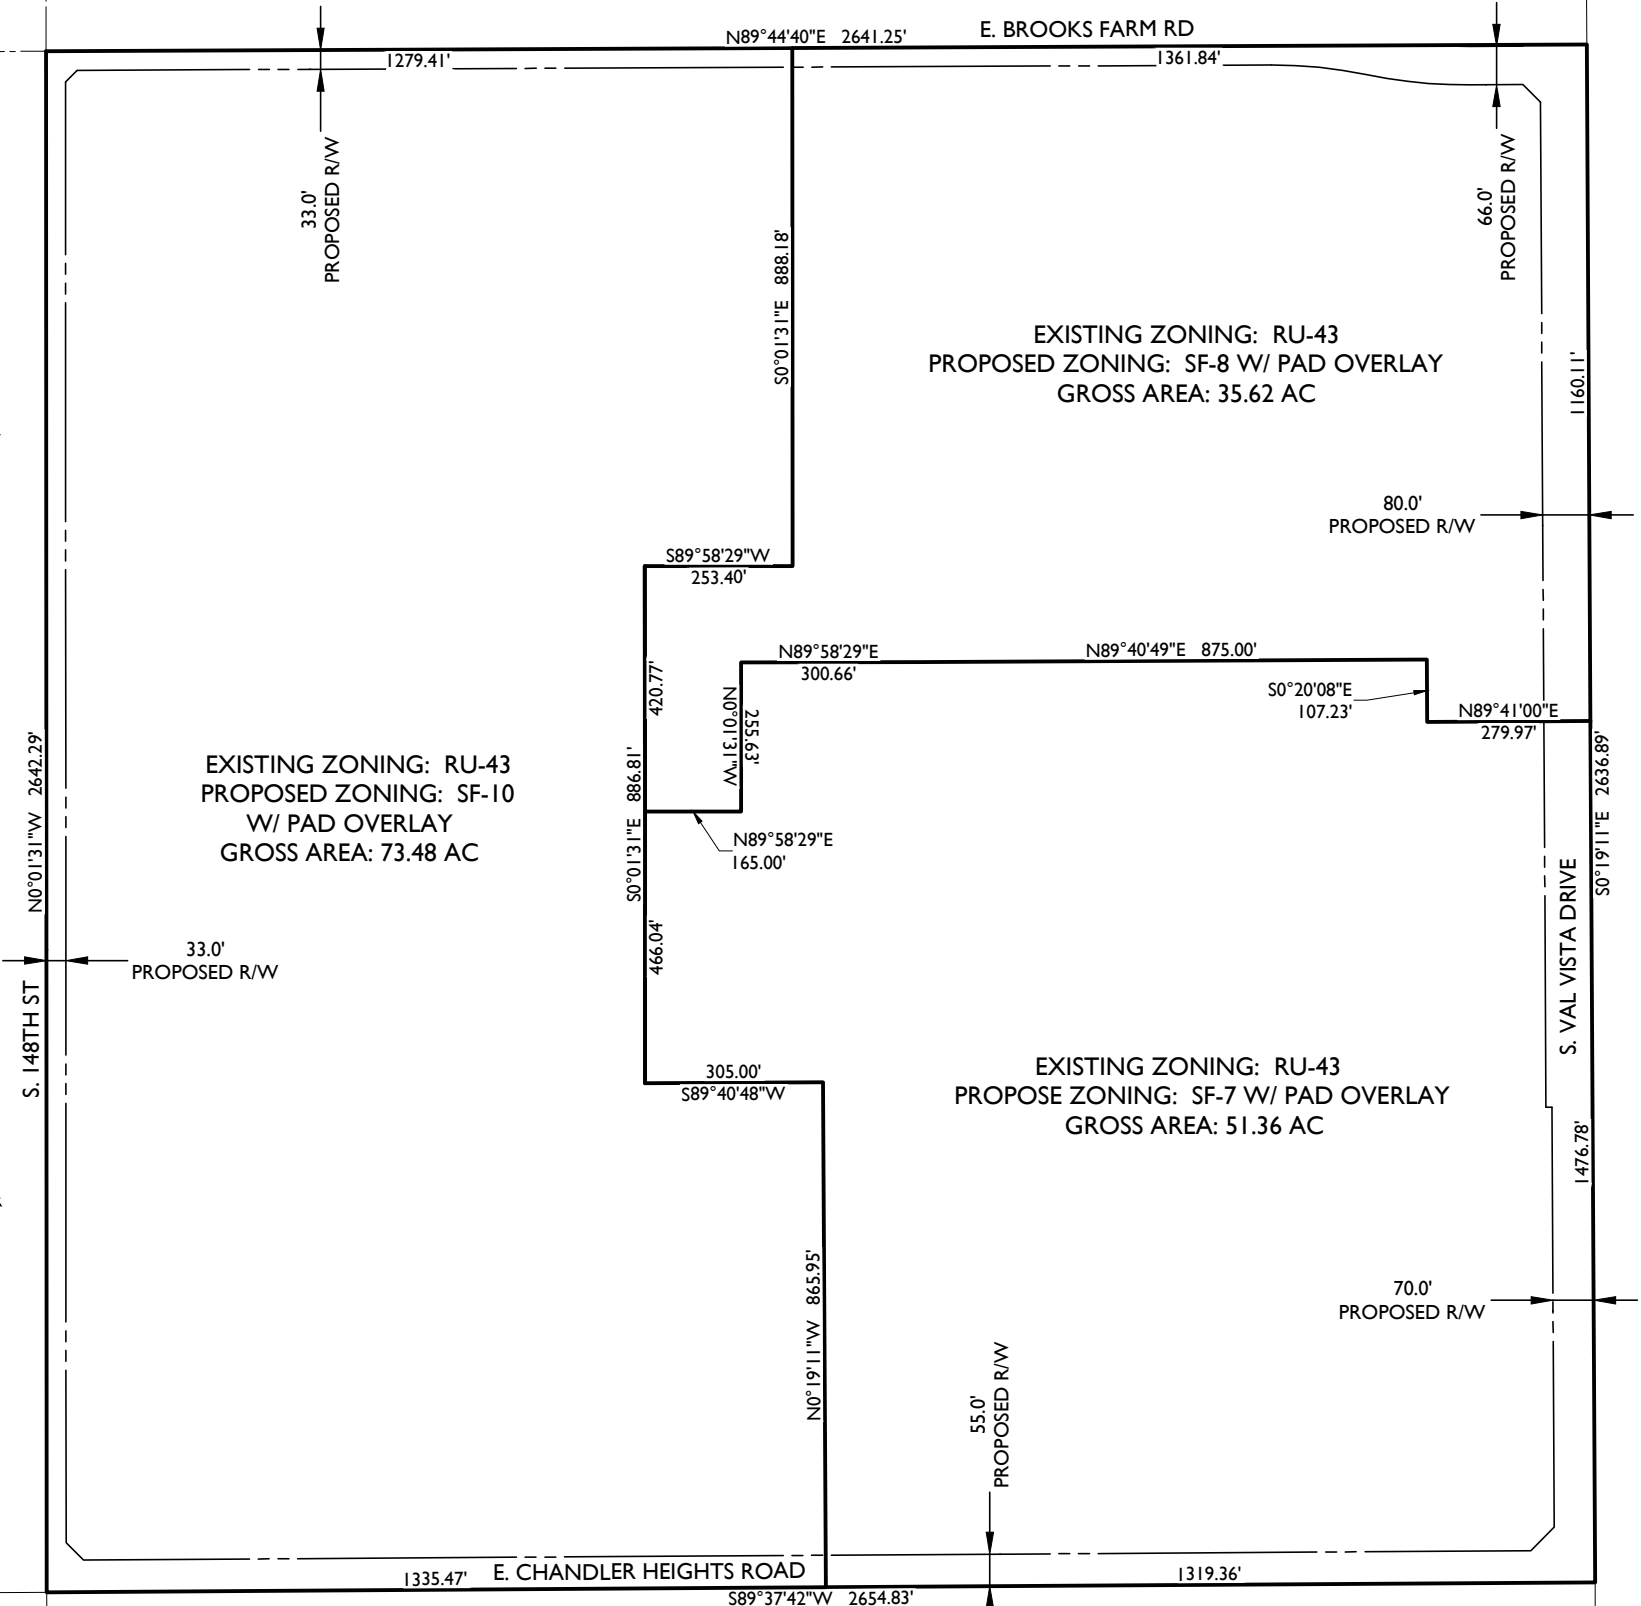 E. BROOKS FARM RD
N89°44'40"E 2641.25'
1279.41'
1361.84'
33.0'
PROPOSED R/W
66.0'
PROPOSED R/W
S0°01'31"E 888.18'
EXISTING ZONING: RU-43
PROPOSED ZONING: SF-8 W/ PAD OVERLAY
GROSS AREA: 35.62 AC
1160.11'
80.0'
PROPOSED R/W
S89°58'29"W
253.40'
N89°58'29"E
300.66'
N89°40'49"E 875.00'
S0°20'08"E
107.23'
N89°41'00"E
279.97'
420.77'
N0°01'31"W
255.63'
S0°01'31"E 886.81'
N89°58'29"E
165.00'
466.04'
N0°01'31"W 2642.29'
EXISTING ZONING: RU-43
PROPOSED ZONING: SF-10
W/ PAD OVERLAY
GROSS AREA: 73.48 AC
S0°19'11"E 2636.89'
S. VAL VISTA DRIVE
33.0'
PROPOSED R/W
S. 148TH ST
305.00'
S89°40'48"W
EXISTING ZONING: RU-43
PROPOSE ZONING: SF-7 W/ PAD OVERLAY
GROSS AREA: 51.36 AC
1476.78'
N0°19'11"W 865.95'
70.0'
PROPOSED R/W
55.0'
PROPOSED R/W
E. CHANDLER HEIGHTS ROAD
1335.47'
1319.36'
S89°37'42"W 2654.83'